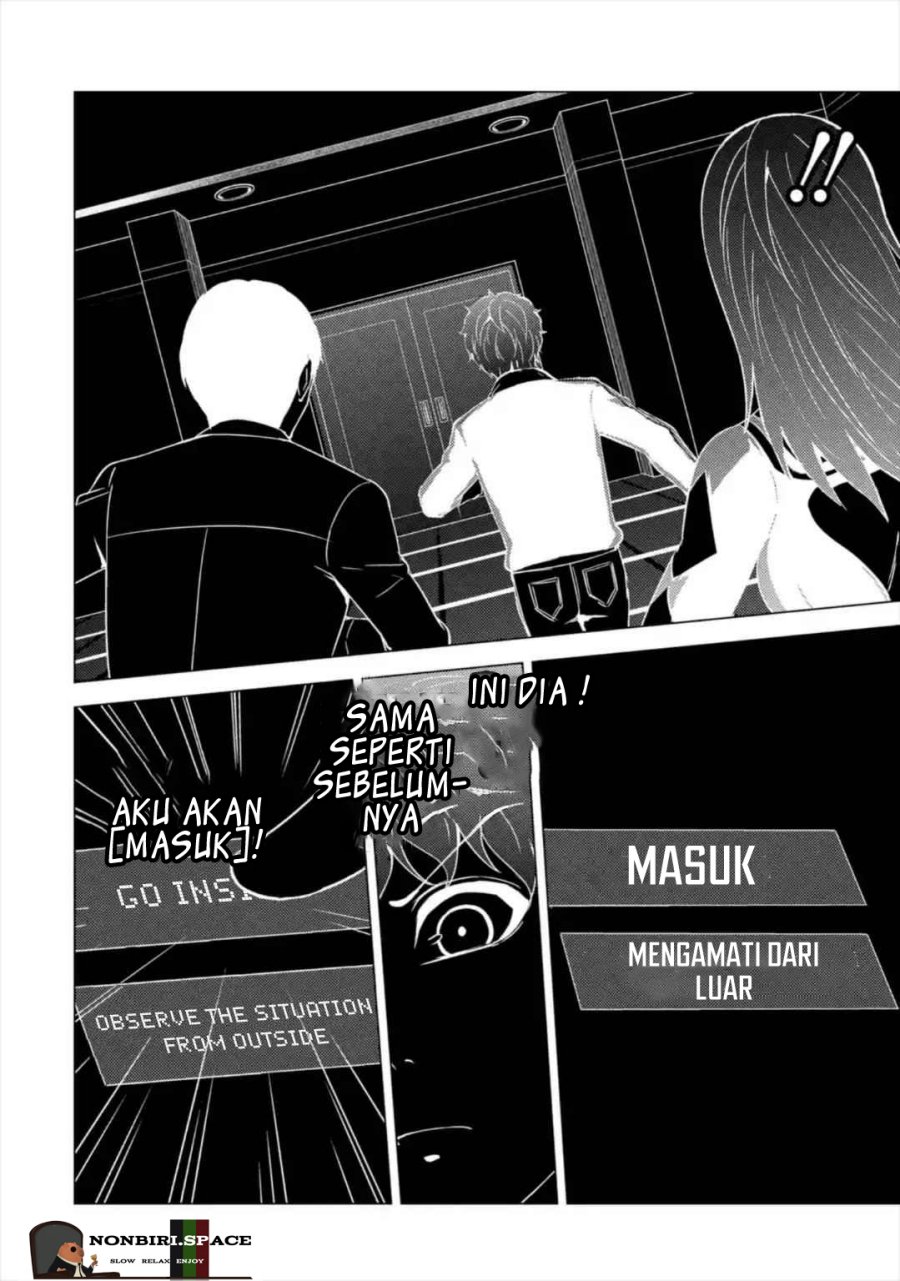 !!
INI DIA !
SAMA
SEPERTI
SEBELUM-
NYA
MASUK
MENGAMATI DARI
LUAR
AKU AKAN
[MASUK]!
GO INS
OBSERVE THE SITUATION
FROM OUTSIDE
NONBIRI.SPACE
SLOW RELAX ENJOY